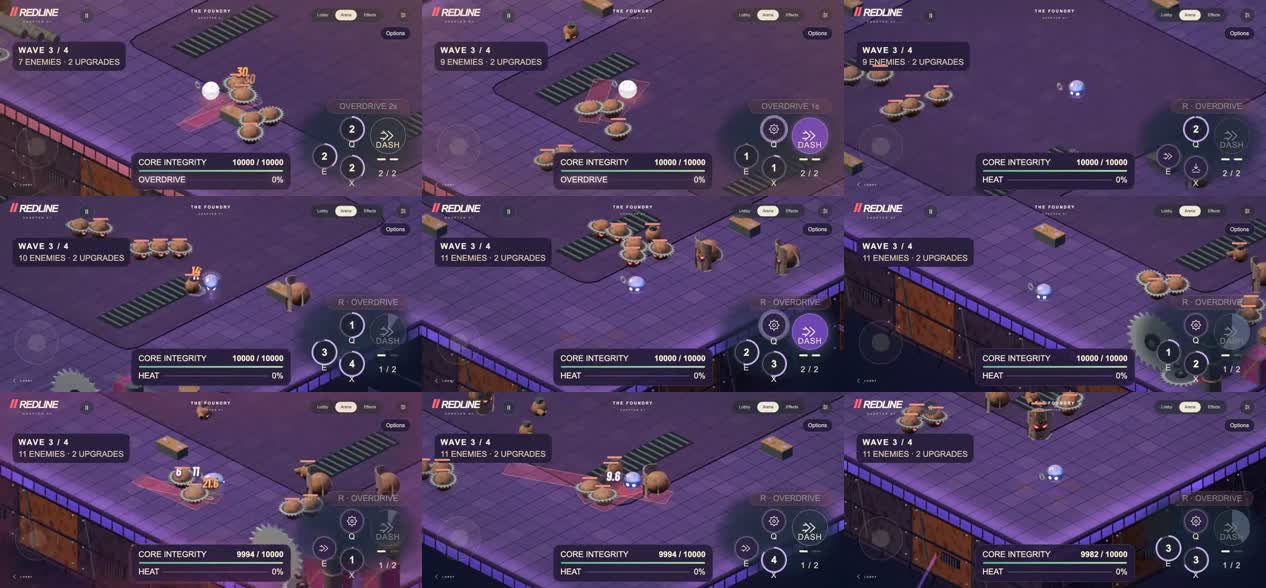 REDLINE
THE FOUNDRY
Lobby Arena Effects
Options
WAVE 3 / 4
7 ENEMIES · 2 UPGRADES
30
OVERDRIVE 2s
2
DASH
Q
2
2
E
X
2 / 2
CORE INTEGRITY 10000 / 10000
OVERDRIVE 0%
REDLINE
THE FOUNDRY
Lobby Arena Effects
Options
WAVE 3 / 4
9 ENEMIES · 2 UPGRADES
OVERDRIVE 1s
DASH
Q
1
1
E
X
2 / 2
CORE INTEGRITY 10000 / 10000
OVERDRIVE 0%
REDLINE
THE FOUNDRY
Lobby Arena Effects
Options
WAVE 3 / 4
9 ENEMIES · 2 UPGRADES
R · OVERDRIVE
2
DASH
Q
E
X
2 / 2
CORE INTEGRITY 10000 / 10000
HEAT 0%
REDLINE
THE FOUNDRY
Lobby Arena Effects
Options
WAVE 3 / 4
10 ENEMIES · 2 UPGRADES
R · OVERDRIVE
1
DASH
Q
3
4
E
X
1 / 2
CORE INTEGRITY 10000 / 10000
HEAT 0%
REDLINE
THE FOUNDRY
Lobby Arena Effects
Options
WAVE 3 / 4
11 ENEMIES · 2 UPGRADES
R · OVERDRIVE
DASH
Q
2
3
E
X
2 / 2
CORE INTEGRITY 10000 / 10000
HEAT 0%
REDLINE
THE FOUNDRY
Lobby Arena Effects
Options
WAVE 3 / 4
11 ENEMIES · 2 UPGRADES
R · OVERDRIVE
DASH
Q
1
2
E
X
1 / 2
CORE INTEGRITY 10000 / 10000
HEAT 0%
REDLINE
THE FOUNDRY
Lobby Arena Effects
Options
WAVE 3 / 4
11 ENEMIES · 2 UPGRADES
6 11
21.6
R · OVERDRIVE
DASH
Q
1
E
X
1 / 2
CORE INTEGRITY 9994 / 10000
HEAT 0%
REDLINE
THE FOUNDRY
Lobby Arena Effects
Options
WAVE 3 / 4
11 ENEMIES · 2 UPGRADES
9.6
R · OVERDRIVE
DASH
Q
4
E
X
1 / 2
CORE INTEGRITY 9994 / 10000
HEAT 0%
REDLINE
THE FOUNDRY
Lobby Arena Effects
Options
WAVE 3 / 4
11 ENEMIES · 2 UPGRADES
R · OVERDRIVE
DASH
Q
3
3
E
X
1 / 2
CORE INTEGRITY 9982 / 10000
HEAT 0%